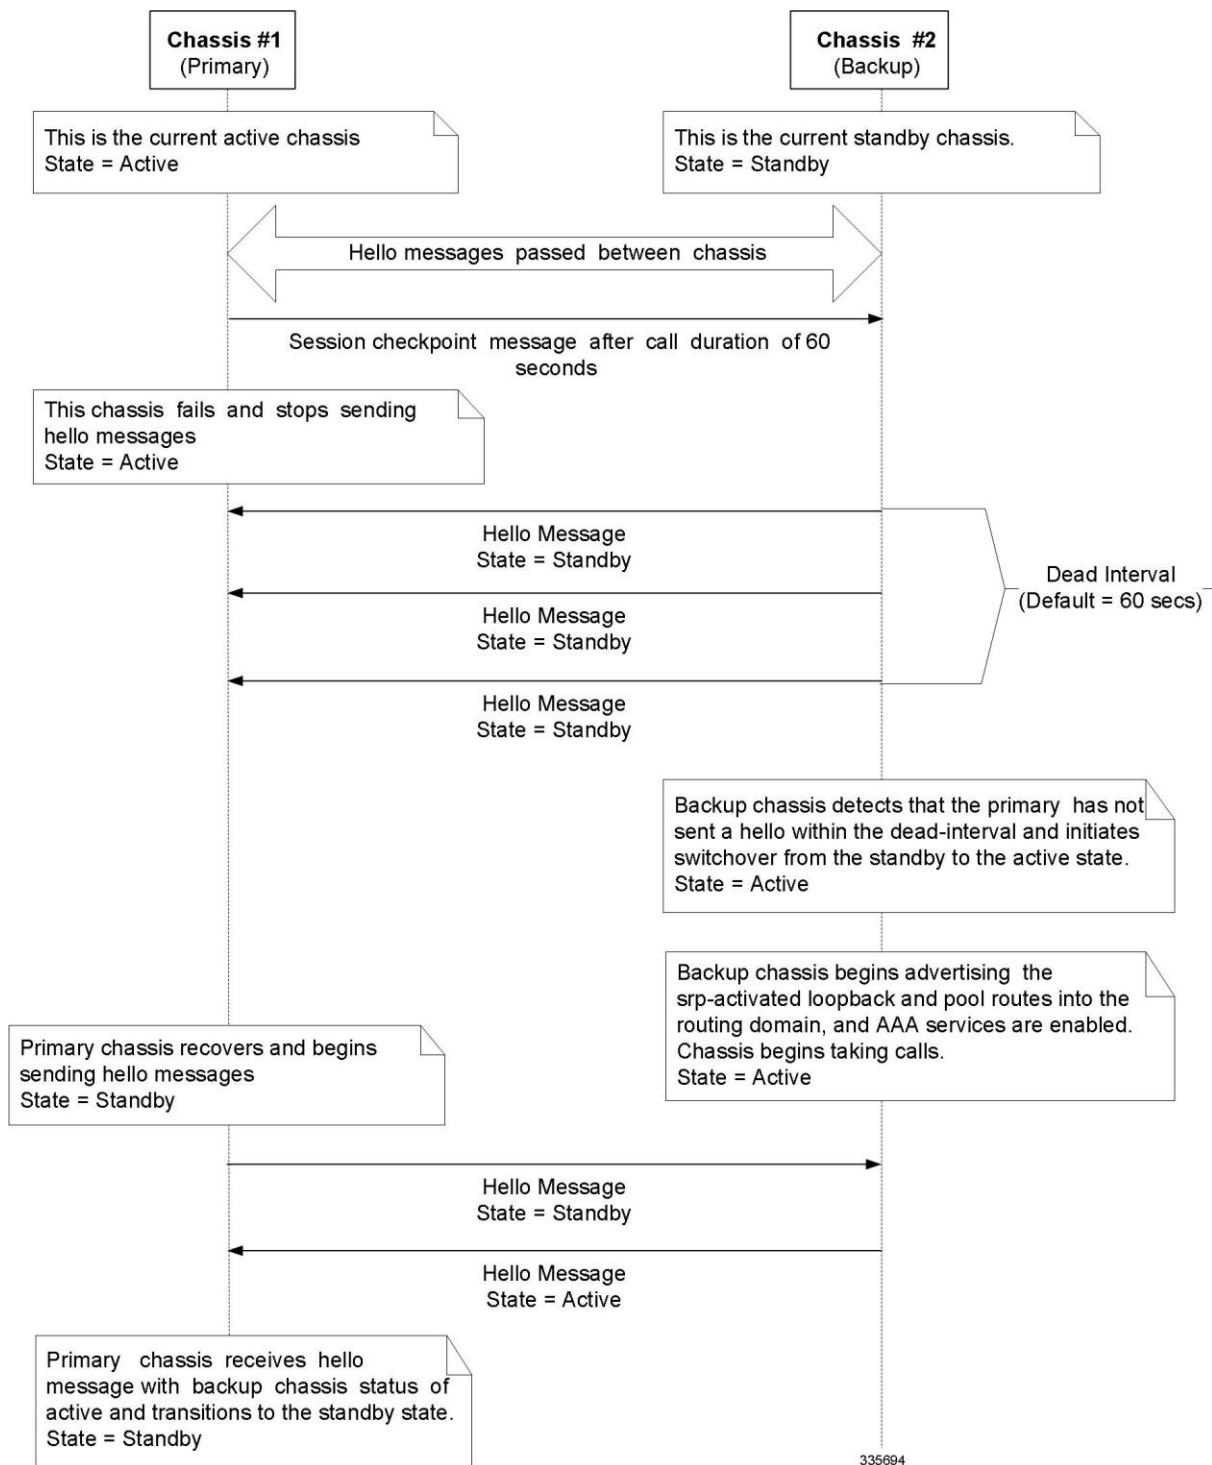 Chassis #1
(Primary)
Chassis #2
(Backup)
This is the current active chassis
State = Active
This is the current standby chassis.
State = Standby
Hello messages passed between chassis
Session checkpoint message after call duration of 60
seconds
This chassis fails and stops sending
hello messages
State = Active
Hello Message
State = Standby
Hello Message
State = Standby
Hello Message
State = Standby
Dead Interval
(Default = 60 secs)
Backup chassis detects that the primary has not
sent a hello within the dead-interval and initiates
switchover from the standby to the active state.
State = Active
Backup chassis begins advertising the
srp-activated loopback and pool routes into the
routing domain, and AAA services are enabled.
Chassis begins taking calls.
State = Active
Primary chassis recovers and begins
sending hello messages
State = Standby
Hello Message
State = Standby
Hello Message
State = Active
Primary chassis receives hello
message with backup chassis status of
active and transitions to the standby state.
State = Standby
335694